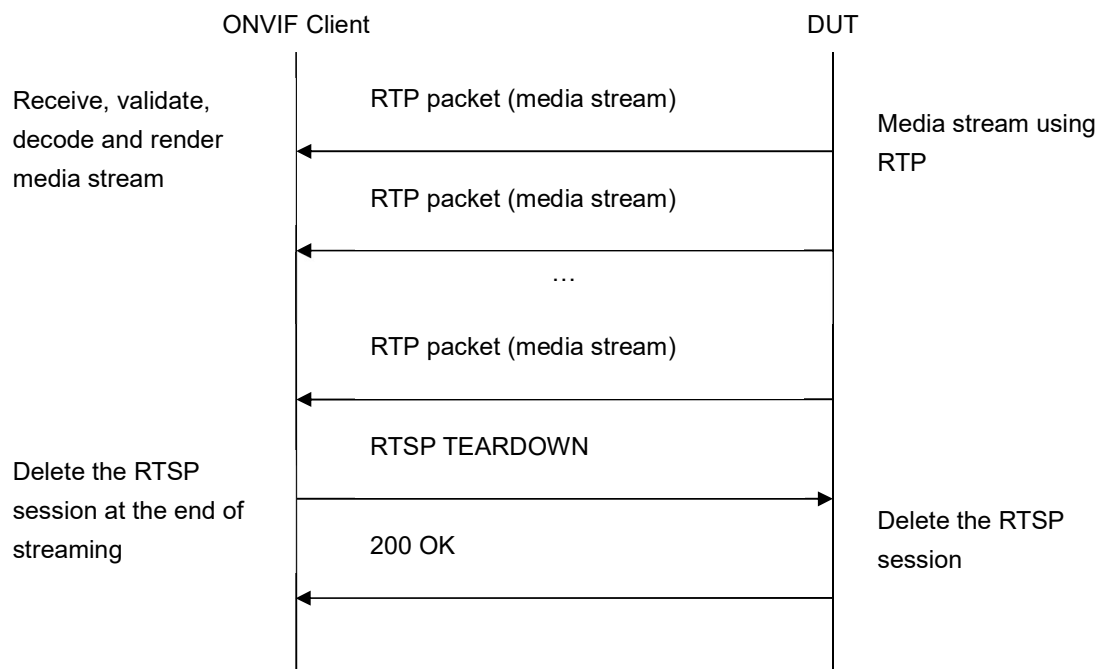 ONVIF Client
DUT
Receive, validate,
decode and render
media stream
RTP packet (media stream)
Media stream using
RTP
RTP packet (media stream)
…
RTP packet (media stream)
RTSP TEARDOWN
Delete the RTSP
session at the end of
streaming
Delete the RTSP
session
200 OK